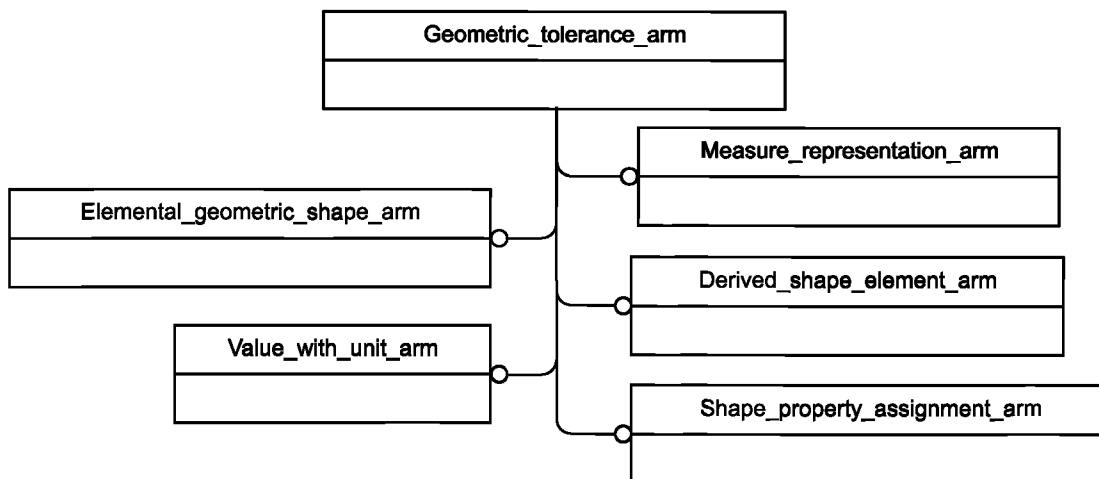 Geometric_tolerance_arm
Measure_representation_arm
Elemental_geometric_shape_arm
Derived_shape_element_arm
Value_with_unit_arm
Shape_property_assignment_arm